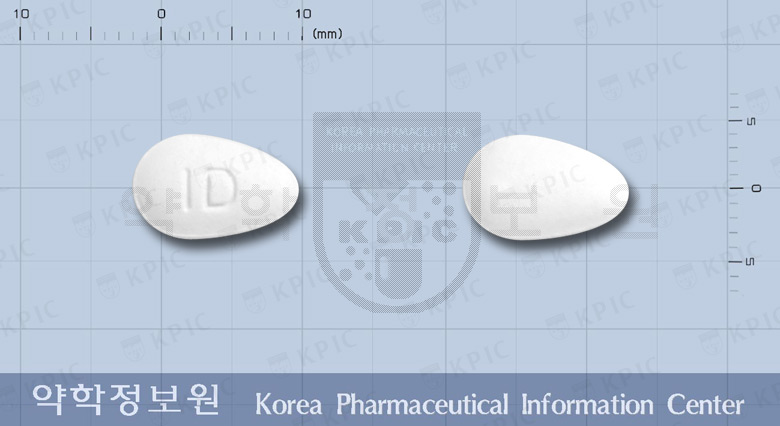 10 0 10
(mm)
KPIC
KOREA PHARMACEUTICAL
INFORMATION CENTER
5
0
5
ID
약학정보원
KPIC
약학정보원 Korea Pharmaceutical Information Center